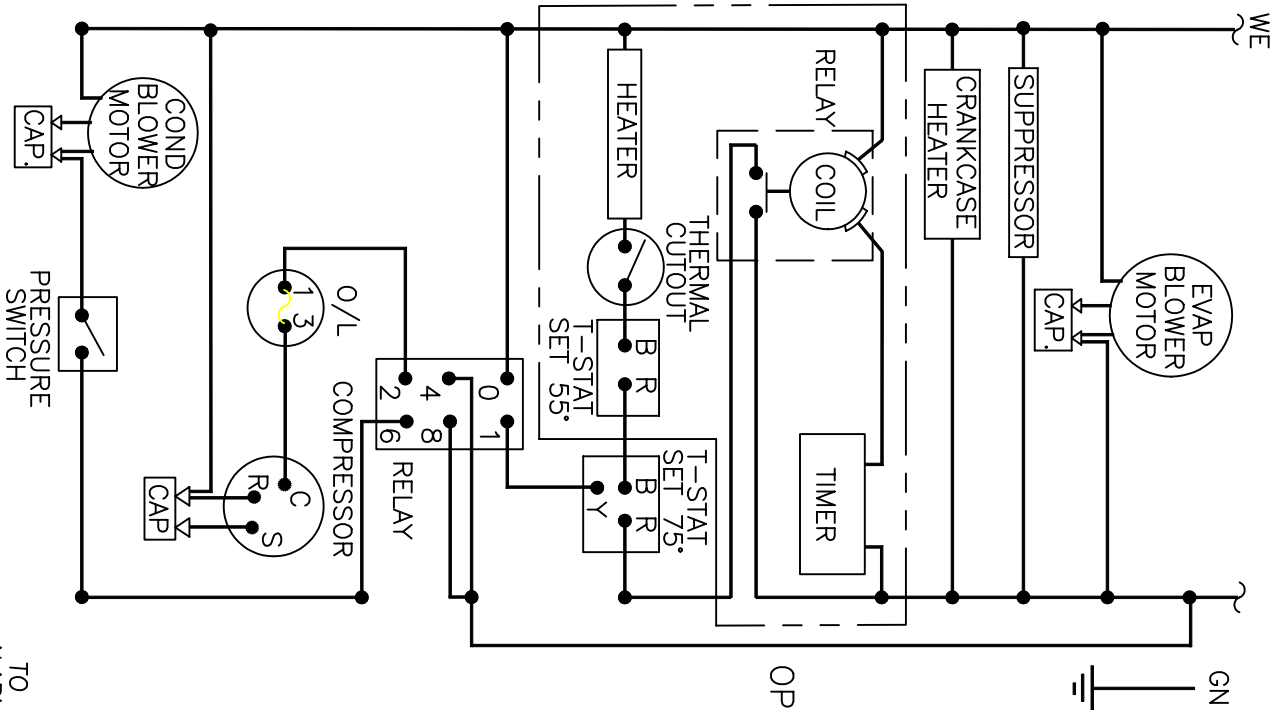 WE
EVAP
BLOWER
MOTOR
CAP.
SUPPRESSOR
CRANKCASE
HEATER
RELAY
COIL
TIMER
HEATER
THERMAL
CUTOUT
T-STAT
SET 55°
B R
T-STAT
SET 75°
B R
Y
0 1
4 8
2 6
RELAY
O/L
1 3
COMPRESSOR
C
R
S
CAP
COND
BLOWER
MOTOR
CAP.
PRESSURE
SWITCH
GN
OP
TO